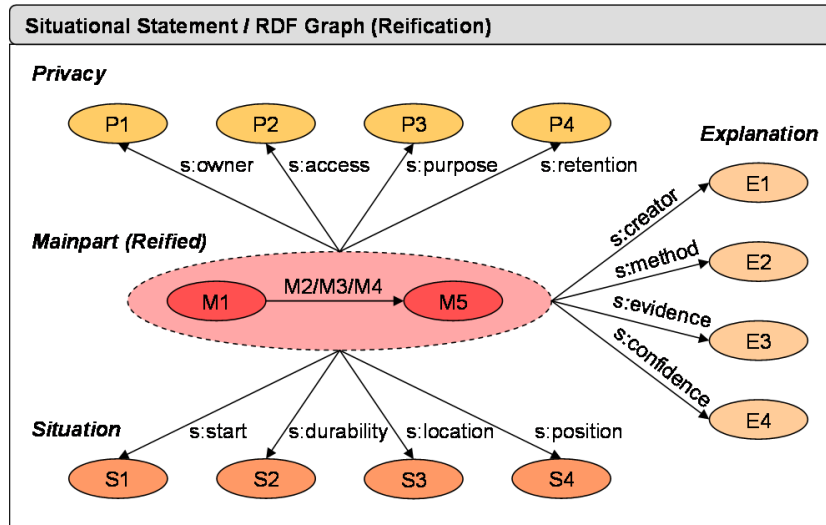 Situational Statement / RDF Graph (Reification)
Privacy
P1 P2 P3 P4
Explanation
s:owner s:access s:purpose s:retention
E1
s:creator
Mainpart (Reified)
s:method
E2
M1 M2/M3/M4 M5
s:evidence
E3
s:confidence
E4
Situation
s:start s:durability s:location s:position
S1 S2 S3 S4